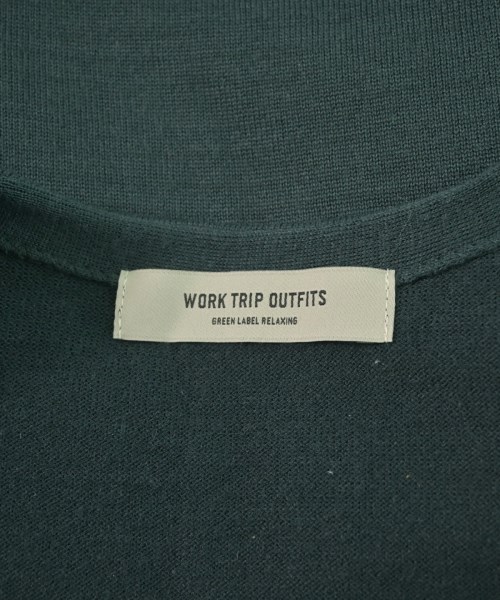 WORK TRIP OUTFITS
GREEN LABEL RELAXING